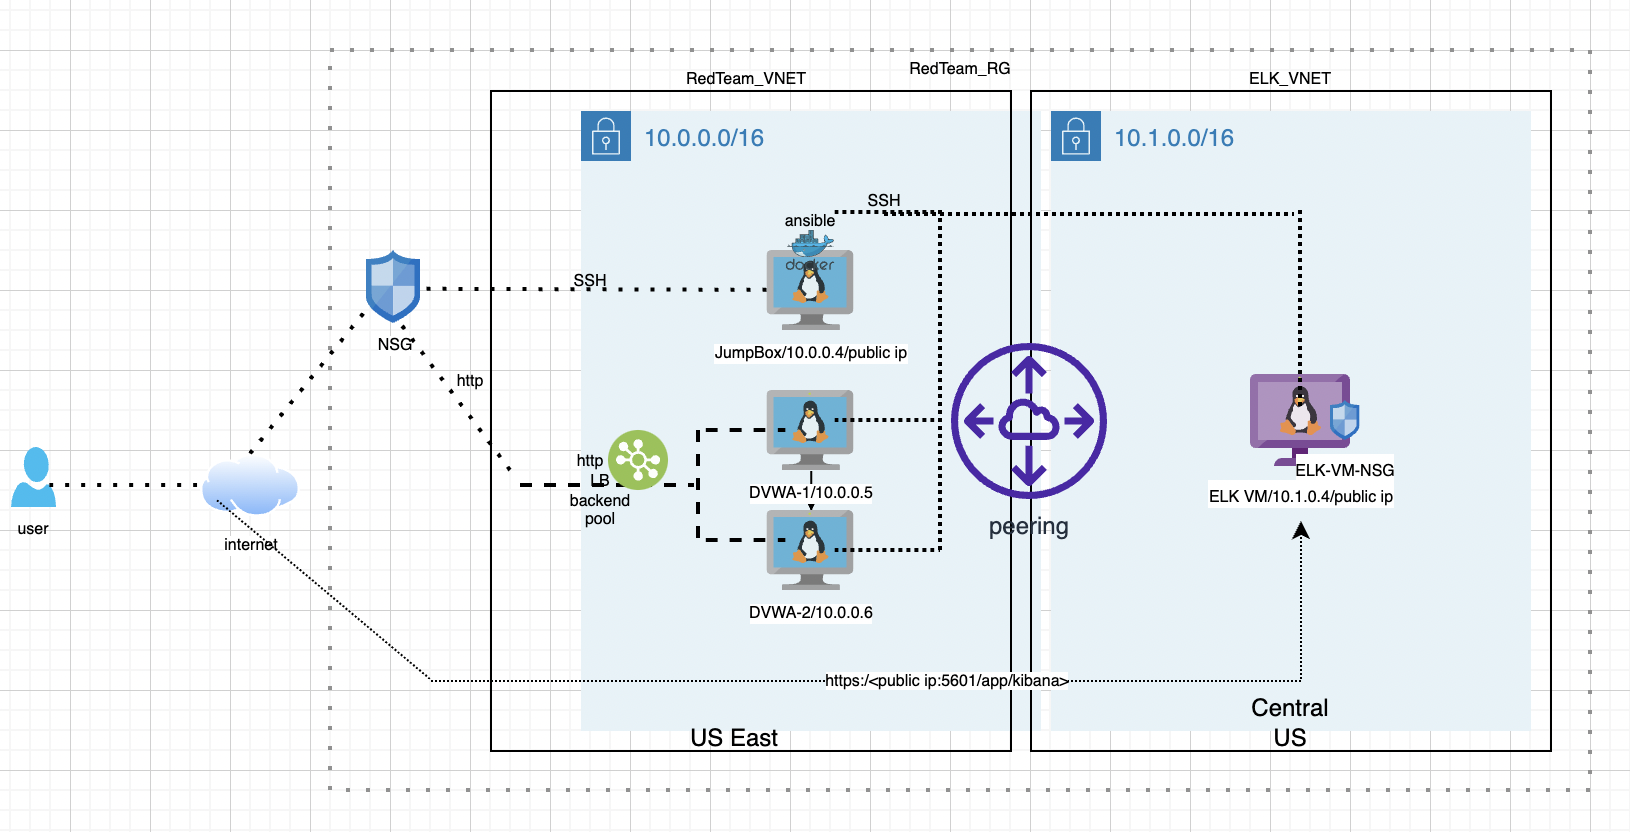 RedTeam_RG
RedTeam_VNET
ELK_VNET
10.0.0.0/16
10.1.0.0/16
SSH
ansible
docker
SSH
JumpBox/10.0.0.4/public ip
NSG
http
http
LB
backend
pool
DVWA-1/10.0.0.5
DVWA-2/10.0.0.6
peering
ELK-VM-NSG
ELK VM/10.1.0.4/public ip
user
internet
https:/<public ip:5601/app/kibana>
US East
Central
US